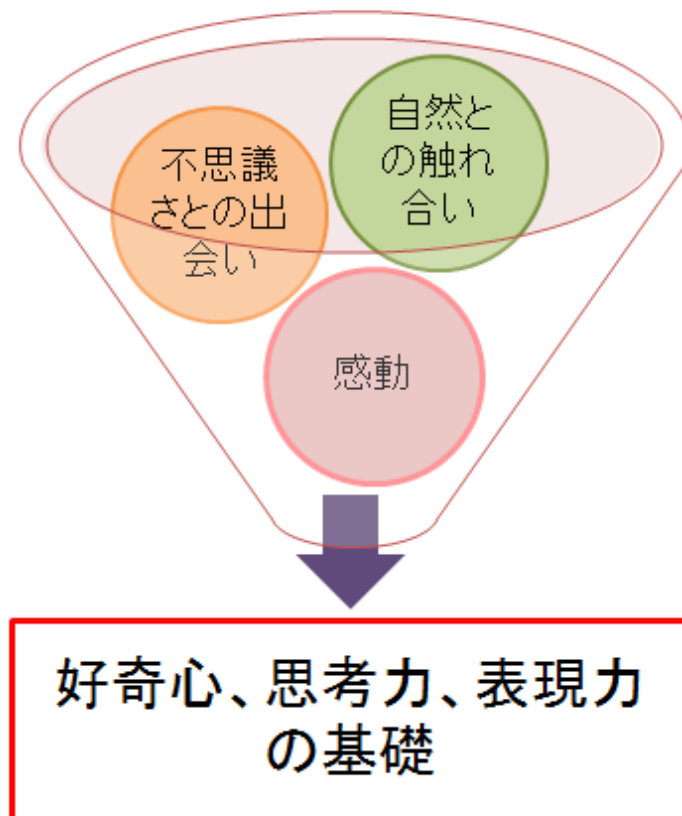 自然と
の触れ
合い
不思議
さとの出
会い
感動
好奇心、思考力、表現力
の基礎